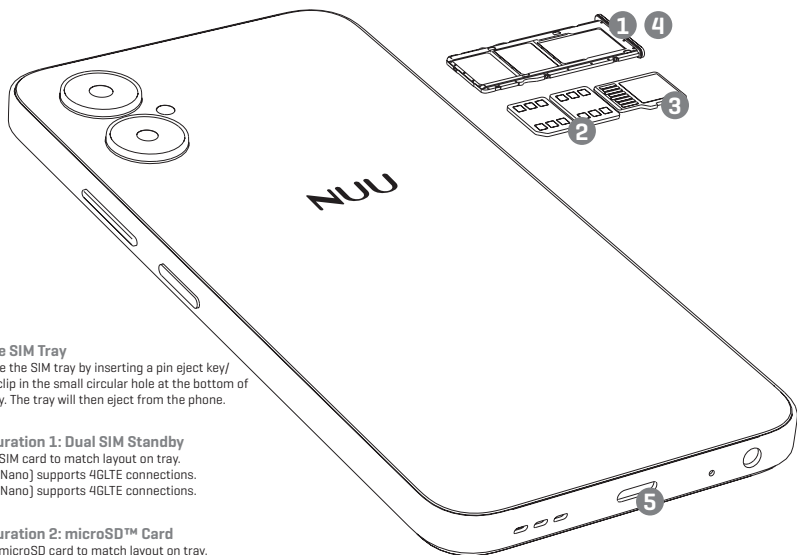 1 4
3
2
NUU
e SIM Tray
e the SIM tray by inserting a pin eject key/
clip in the small circular hole at the bottom of
y. The tray will then eject from the phone.
uration 1: Dual SIM Standby
SIM card to match layout on tray.
Nano) supports 4GLTE connections.
Nano) supports 4GLTE connections.
uration 2: microSD™ Card
microSD card to match layout on tray.
5